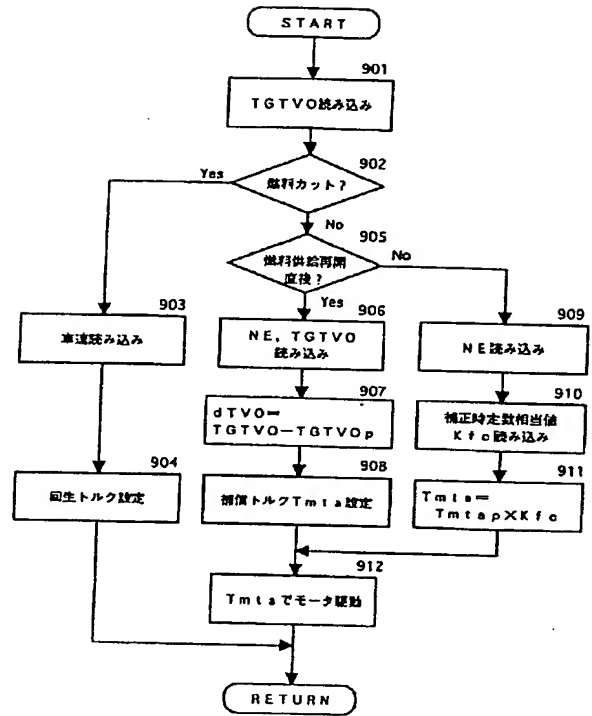 START
901
TGTVO読み込み
902
燃料カット？
Yes
No
905
燃料供給再開
直後？
No
Yes
903
車速読み込み
906
NE，TGTVO
読み込み
909
NE読み込み
907
dTVO＝
TGTVO－TGTVOp
910
補正時定数相当値
Kfc読み込み
904
回生トルク設定
908
補償トルクTmta設定
911
Tmta＝
Tmtap×Kfc
912
Tmtaでモータ駆動
RETURN